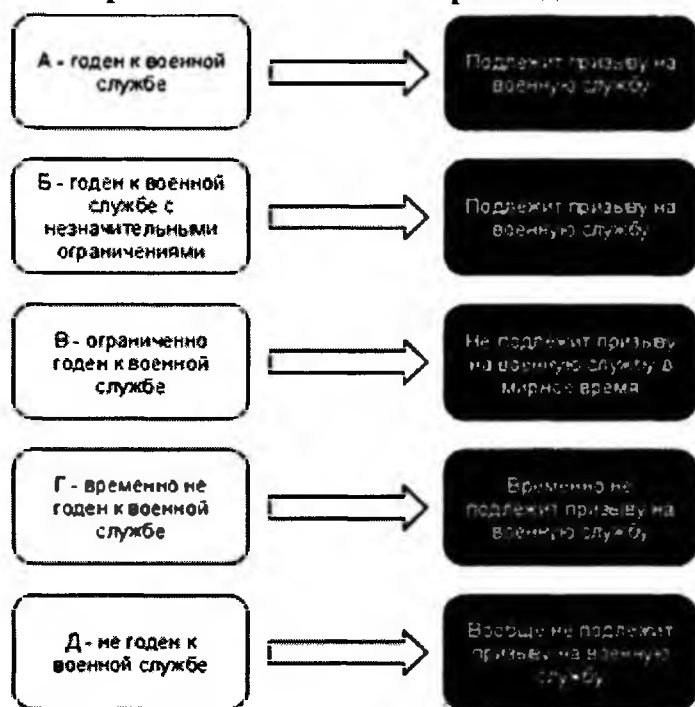 А - годен к военной
службе
Подлежит призыву на
военную службу
Б - годен к военной
службе с
незначительными
ограничениями
Подлежит призыву на
военную службу
В - ограниченно
годен к военной
службе
Не подлежит призыву
на военную службу в
мирное время
Г - временно не
годен к военной
службе
Временно не
подлежит призыву на
военную службу
Д - не годен к
военной службе
Вообще не подлежит
призыву на военную
службу